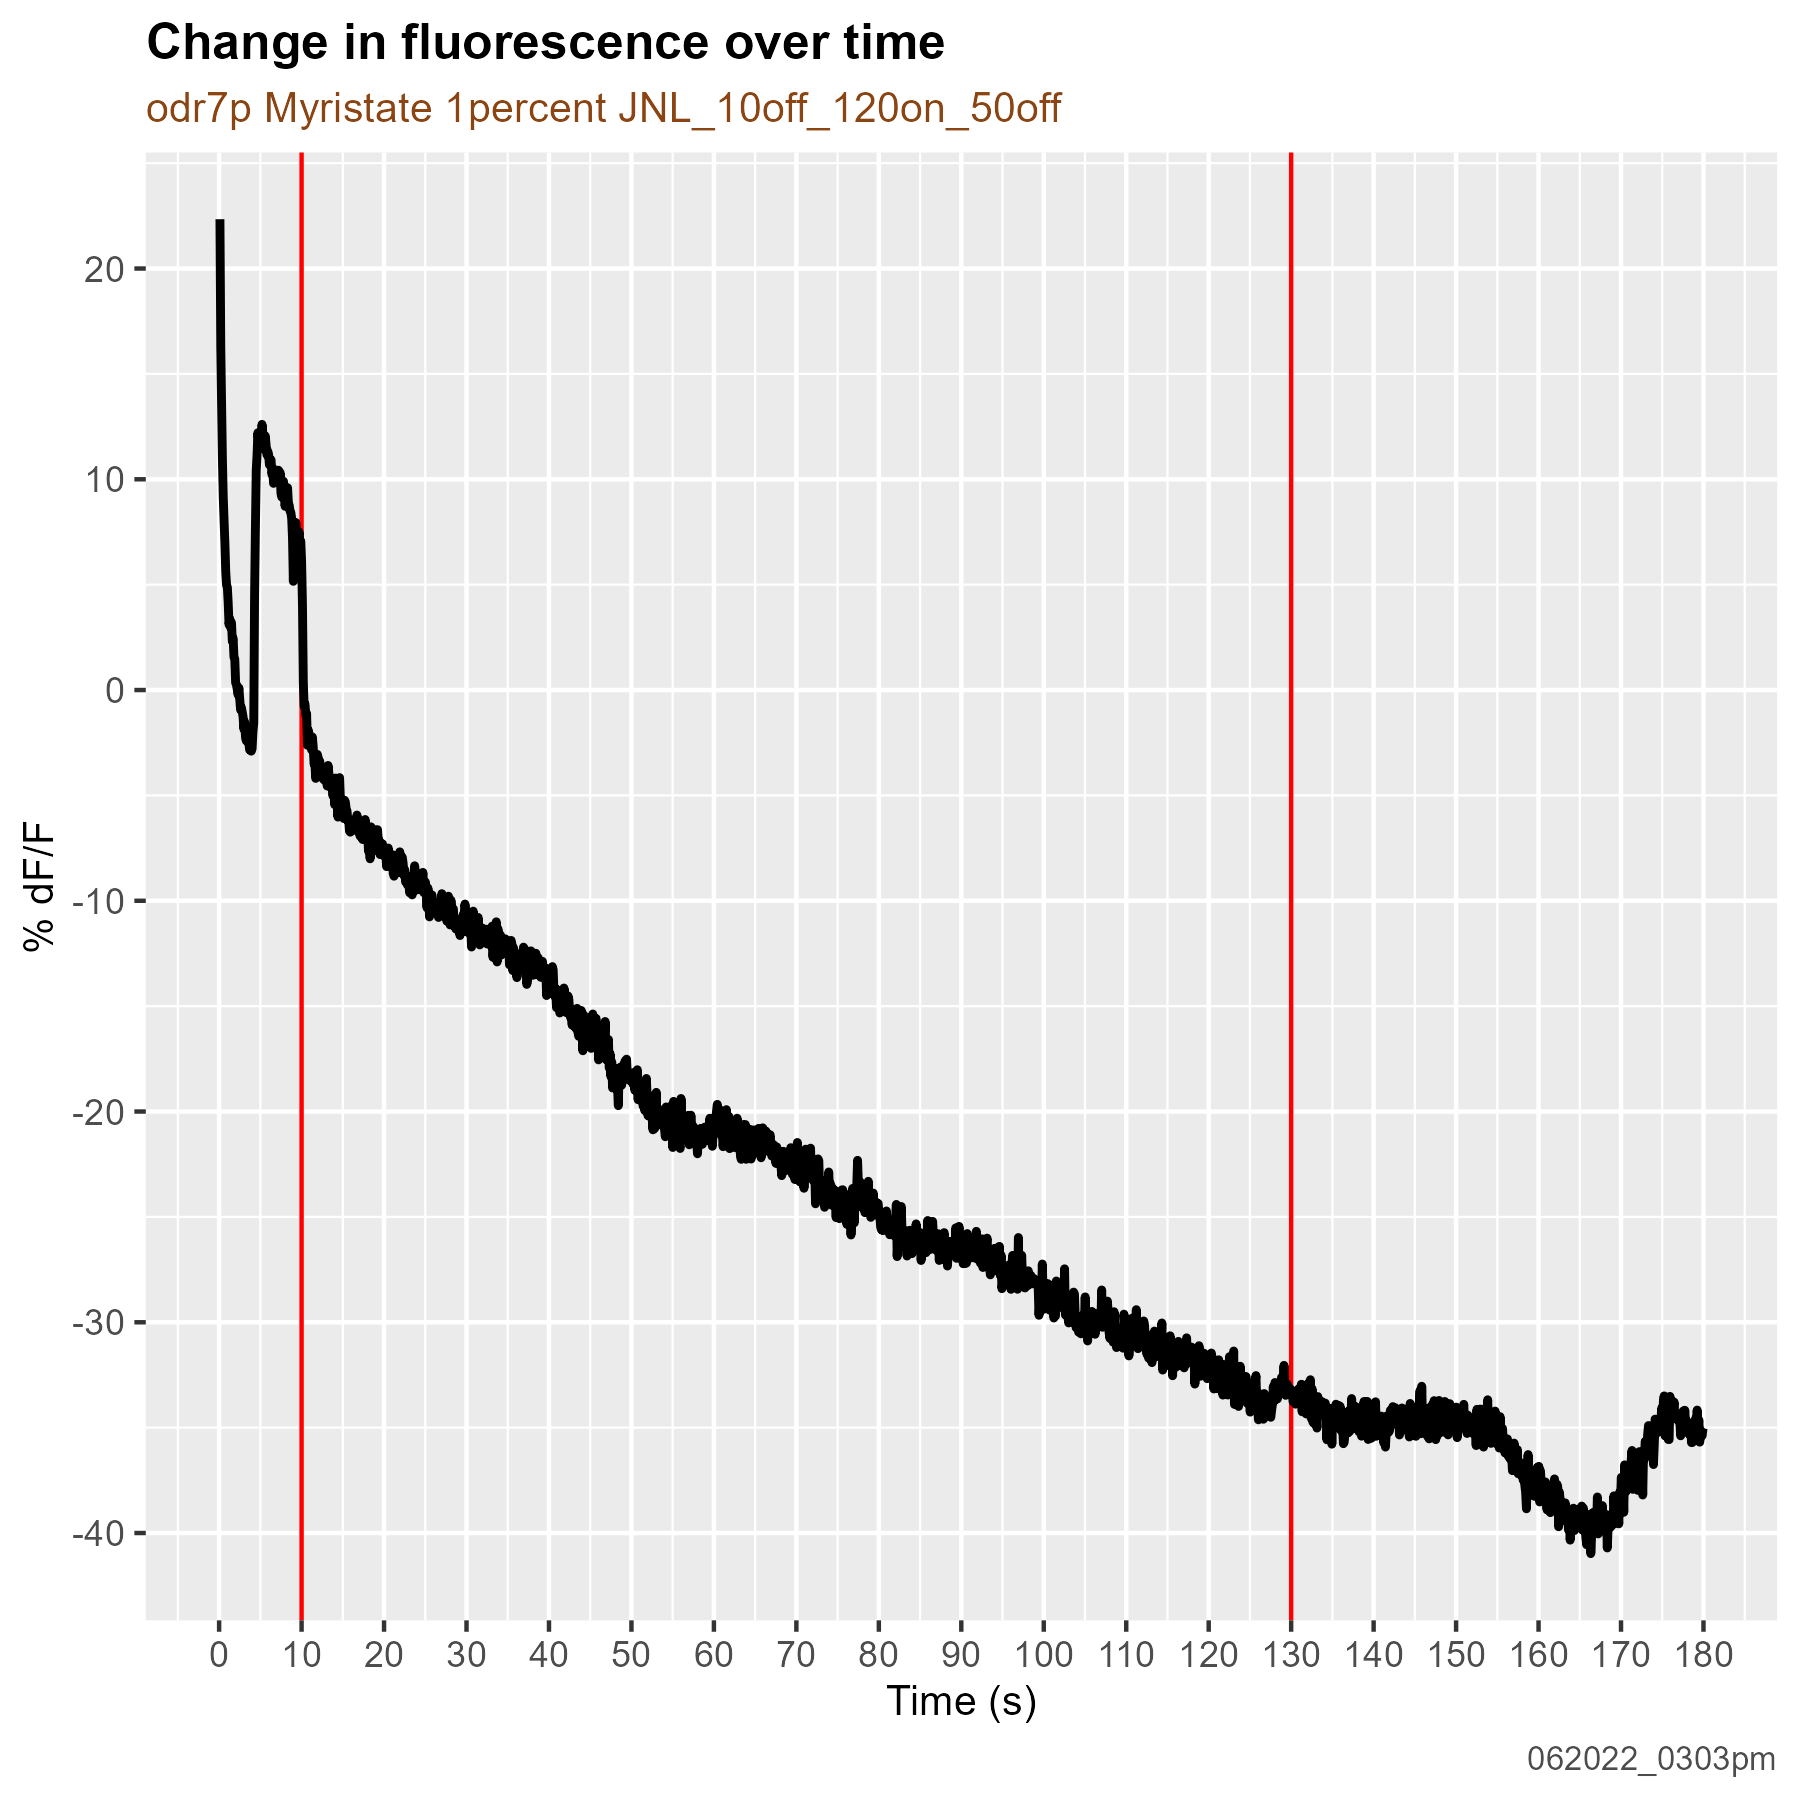 Change in fluorescence over time
odr7p Myristate 1percent JNL_10off_120on_50off
% dF/F
20
10
0
-10
-20
-30
-40
0 10 20 30 40 50 60 70 80 90 100 110 120 130 140 150 160 170 180
Time (s)
062022_0303pm